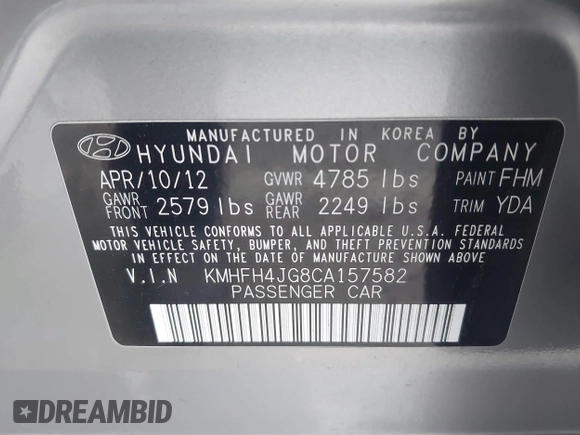 MANUFACTURED IN KOREA BY
HYUNDAI MOTOR COMPANY
APR/10/12 GVWR 4785 lbs PAINT FHM
GAWR FRONT 2579 lbs GAWR REAR 2249 lbs TRIM YDA
THIS VEHICLE CONFORMS TO ALL APPLICABLE U.S.A. FEDERAL
MOTOR VEHICLE SAFETY, BUMPER, AND THEFT PREVENTION
STANDARDS IN EFFECT ON THE DATE OF MANUFACTURE SHOWN ABOVE
V.I.N KMHFH4JG8CA157582
PASSENGER CAR
DREAMBID